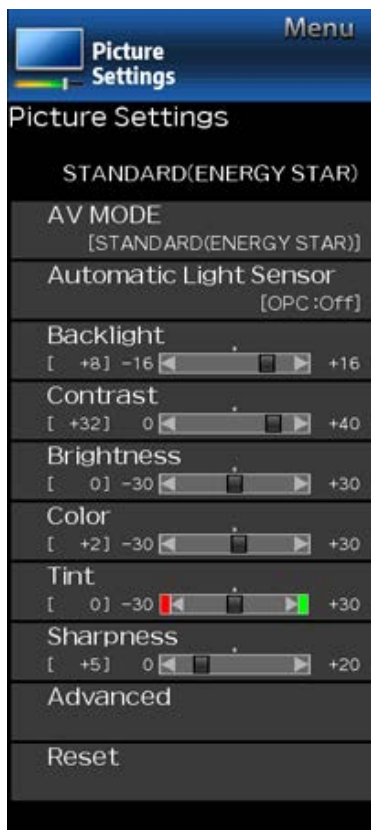 Menu
Picture
Settings
Picture Settings
STANDARD(ENERGY STAR)
AV MODE
[STANDARD(ENERGY STAR)]
Automatic Light Sensor
[OPC:Off]
Backlight
[ +8] -16 +16
Contrast
[ +32] 0 +40
Brightness
[ 0] -30 +30
Color
[ +2] -30 +30
Tint
[ 0] -30 +30
Sharpness
[ +5] 0 +20
Advanced
Reset